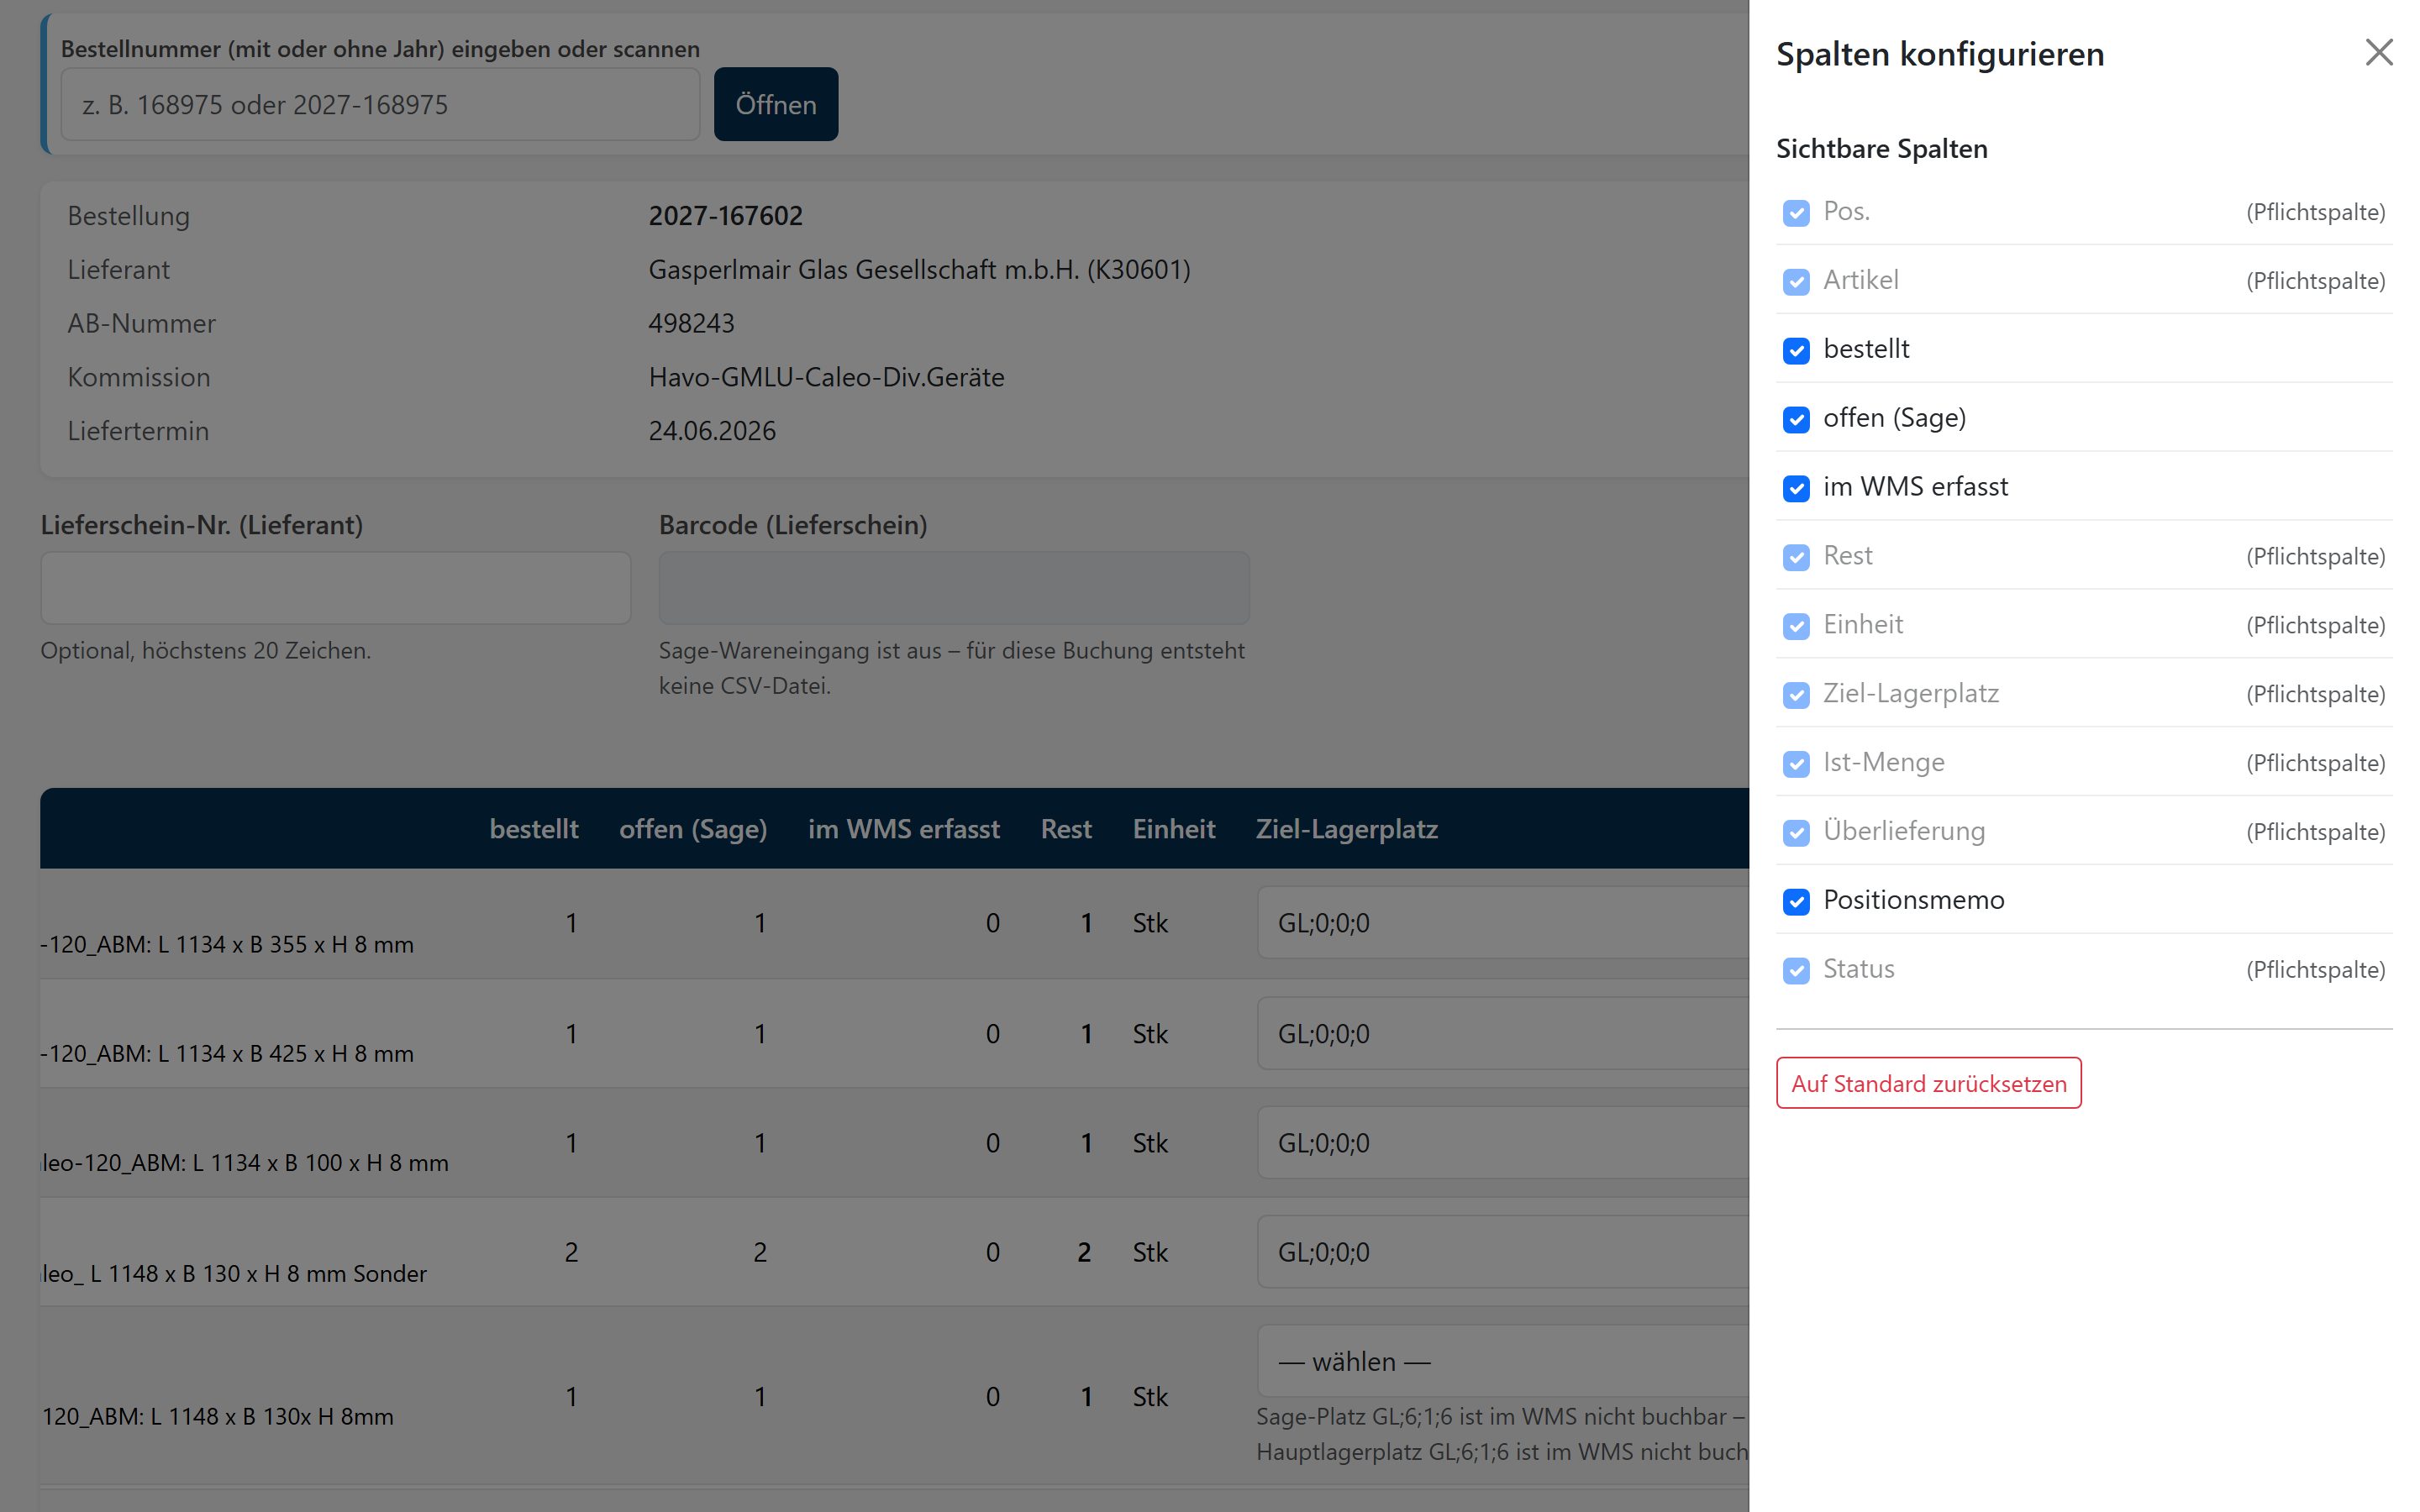 Bestellnummer (mit oder ohne Jahr) eingeben oder scannen
z. B. 168975 oder 2027-168975
Öffnen
Bestellung 2027-167602
Lieferant Gasperlmair Glas Gesellschaft m.b.H. (K30601)
AB-Nummer 498243
Kommission Havo-GMLU-Caleo-Div.Geräte
Liefertermin 24.06.2026
Lieferschein-Nr. (Lieferant)
Optional, höchstens 20 Zeichen.
Barcode (Lieferschein)
Sage-Wareneingang ist aus – für diese Buchung entsteht
keine CSV-Datei.
bestellt offen (Sage) im WMS erfasst Rest Einheit Ziel-Lagerplatz
1 1 0 1 Stk GL;0;0;0
-120_ABM: L 1134 x B 355 x H 8 mm
1 1 0 1 Stk GL;0;0;0
-120_ABM: L 1134 x B 425 x H 8 mm
1 1 0 1 Stk GL;0;0;0
leo-120_ABM: L 1134 x B 100 x H 8 mm
2 2 0 2 Stk GL;0;0;0
leo_ L 1148 x B 130 x H 8 mm Sonder
— wählen —
1 1 0 1 Stk
120_ABM: L 1148 x B 130x H 8mm
Sage-Platz GL;6;1;6 ist im WMS nicht buchbar –
Hauptlagerplatz GL;6;1;6 ist im WMS nicht buch
Spalten konfigurieren
Sichtbare Spalten
Pos. (Pflichtspalte)
Artikel (Pflichtspalte)
bestellt
offen (Sage)
im WMS erfasst
Rest (Pflichtspalte)
Einheit (Pflichtspalte)
Ziel-Lagerplatz (Pflichtspalte)
Ist-Menge (Pflichtspalte)
Überlieferung (Pflichtspalte)
Positionsmemo
Status (Pflichtspalte)
Auf Standard zurücksetzen